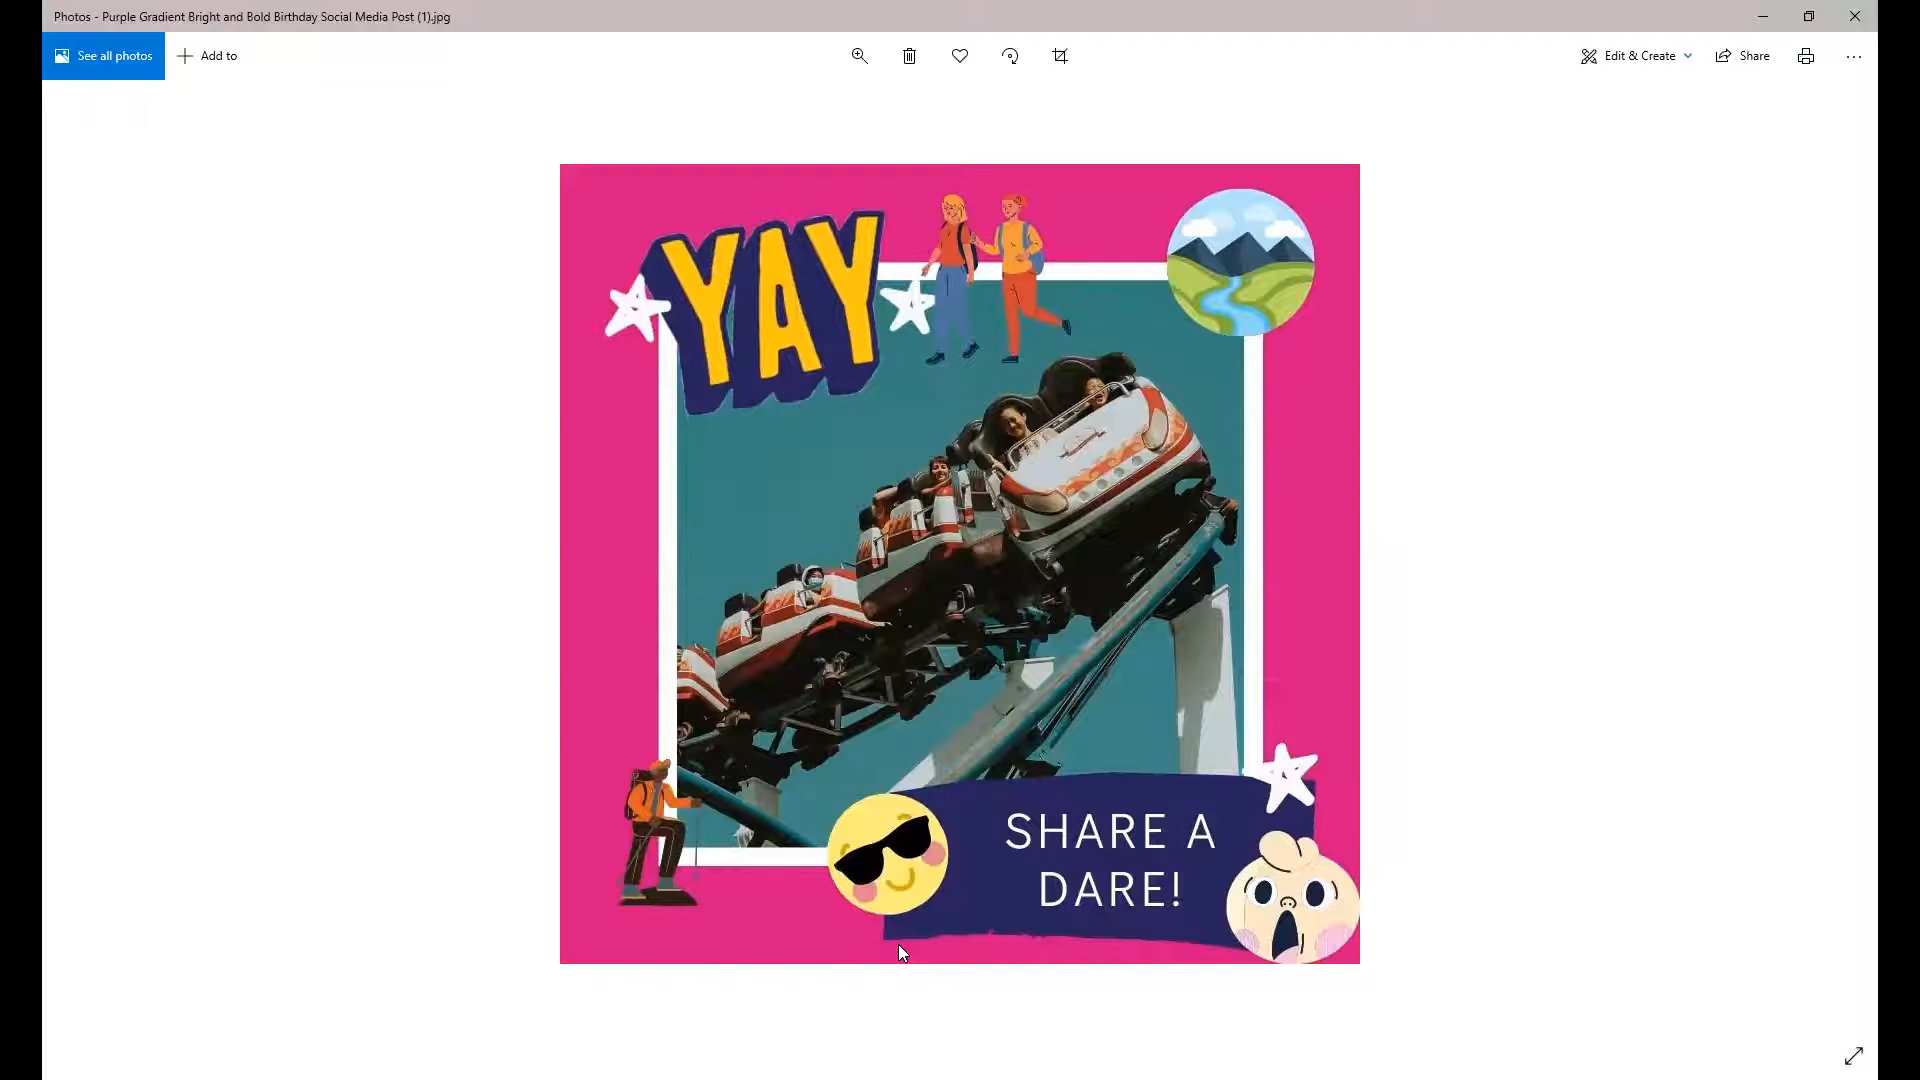 Photos - Purple Gradient Bright and Bold Birthday Social Media Post (1).jpg
See all photos
Add to
Edit & Create
Share
YAY
SHARE A
DARE!